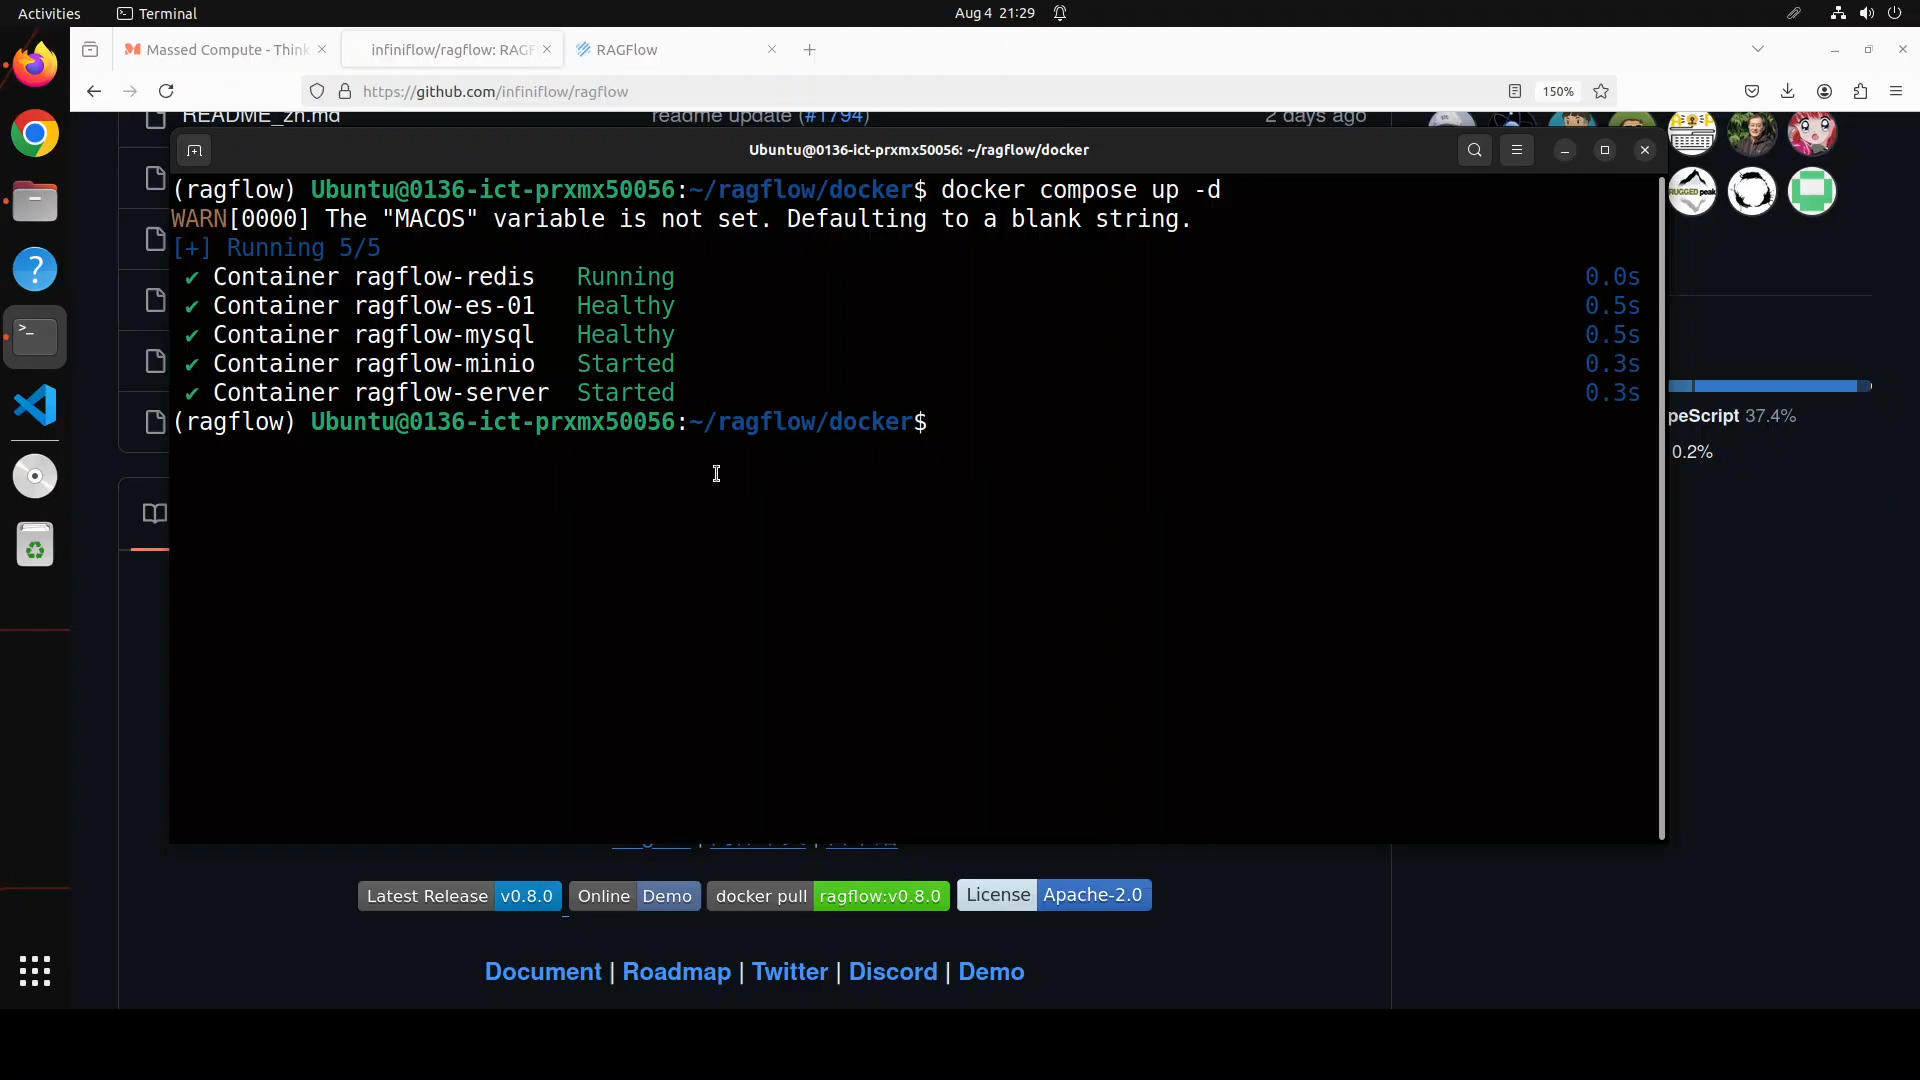 Activities
Terminal
Aug 4 21:29
Massed Compute - Think
infiniflow/ragflow: RAGF
RAGFlow
https://github.com/infiniflow/ragflow
150%
README_zh.md
readme update (#1794)
2 days ago
Ubuntu@0136-ict-prxmx50056: ~/ragflow/docker
(ragflow) Ubuntu@0136-ict-prxmx50056:~/ragflow/docker$ docker compose up -d
WARN[0000] The "MACOS" variable is not set. Defaulting to a blank string.
[+] Running 5/5
✔ Container ragflow-redis Running 0.0s
✔ Container ragflow-es-01 Healthy 0.5s
✔ Container ragflow-mysql Healthy 0.5s
✔ Container ragflow-minio Started 0.3s
✔ Container ragflow-server Started 0.3s
(ragflow) Ubuntu@0136-ict-prxmx50056:~/ragflow/docker$
RUGGED peak
peScript 37.4%
0.2%
Latest Release v0.8.0
Online Demo
docker pull ragflow:v0.8.0
License Apache-2.0
Document | Roadmap | Twitter | Discord | Demo